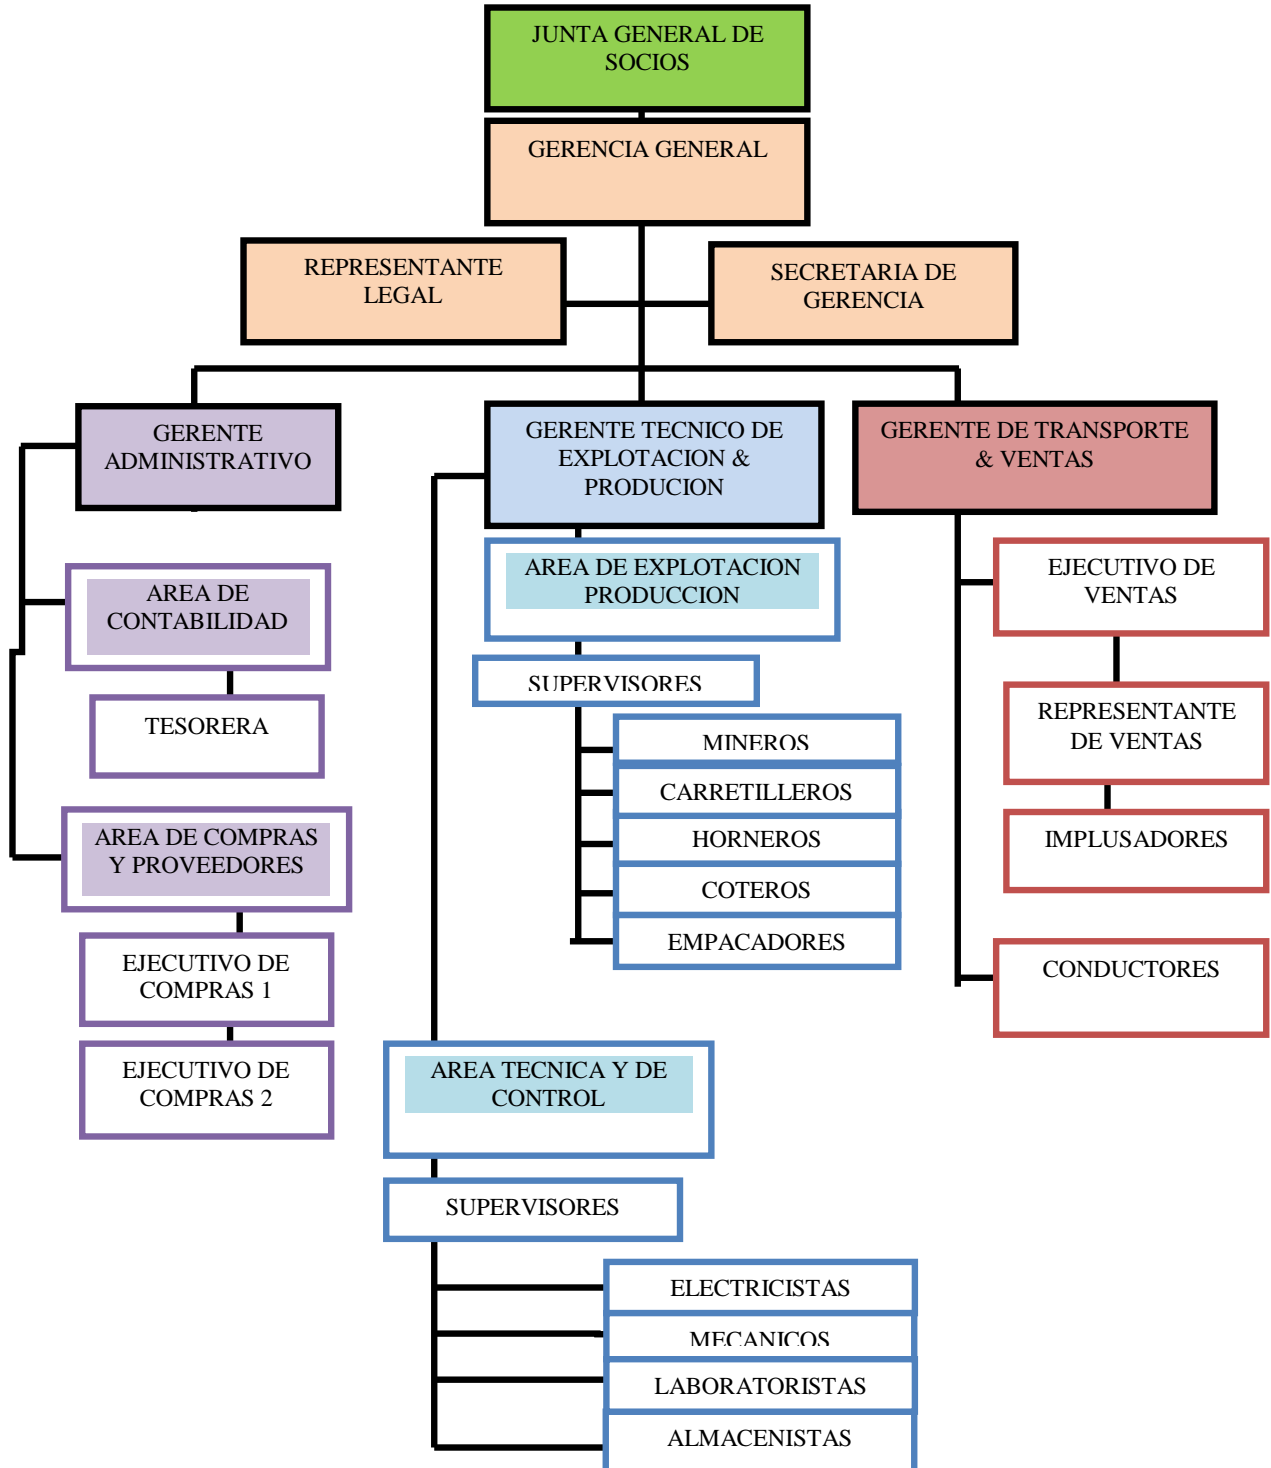 JUNTA GENERAL DE
SOCIOS
GERENCIA GENERAL
REPRESENTANTE
LEGAL
SECRETARIA DE
GERENCIA
GERENTE
ADMINISTRATIVO
GERENTE TECNICO DE
EXPLOTACION &
PRODUCION
GERENTE DE TRANSPORTE
& VENTAS
AREA DE
CONTABILIDAD
TESORERA
AREA DE COMPRAS
Y PROVEEDORES
EJECUTIVO DE
COMPRAS 1
EJECUTIVO DE
COMPRAS 2
AREA DE EXPLOTACION
PRODUCCION
SUPERVISORES
MINEROS
CARRETILLEROS
HORNEROS
COTEROS
EMPACADORES
AREA TECNICA Y DE
CONTROL
SUPERVISORES
ELECTRICISTAS
MECANICOS
LABORATORISTAS
ALMACENISTAS
EJECUTIVO DE
VENTAS
REPRESENTANTE
DE VENTAS
IMPLUSADORES
CONDUCTORES